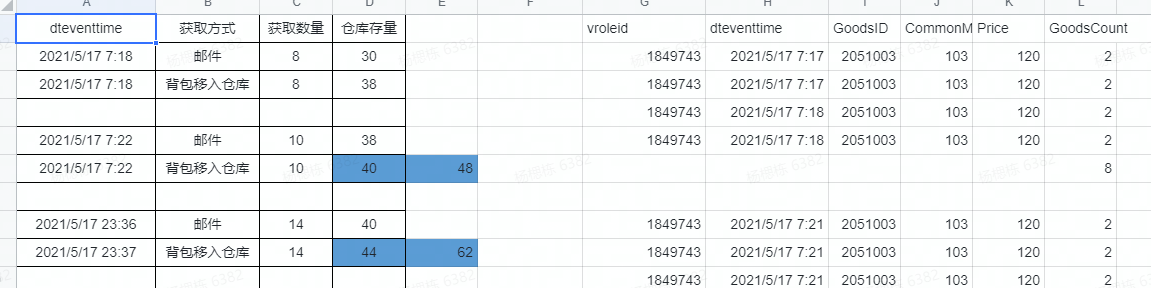 A B C D E F G H I J K L
dteventtime 获取方式 获取数量 仓库存量 vroleid dteventtime GoodsID CommonM Price GoodsCount
2021/5/17 7:18 邮件 8 30 1849743 2021/5/17 7:17 2051003 103 120 2
2021/5/17 7:18 背包移入仓库 8 38 1849743 2021/5/17 7:17 2051003 103 120 2
1849743 2021/5/17 7:18 2051003 103 120 2
2021/5/17 7:22 邮件 10 38 1849743 2021/5/17 7:18 2051003 103 120 2
2021/5/17 7:22 背包移入仓库 10 40 48 8
2021/5/17 23:36 邮件 14 40 1849743 2021/5/17 7:21 2051003 103 120 2
2021/5/17 23:37 背包移入仓库 14 44 62 1849743 2021/5/17 7:21 2051003 103 120 2
1849743 2021/5/17 7:21 2051003 103 120 2